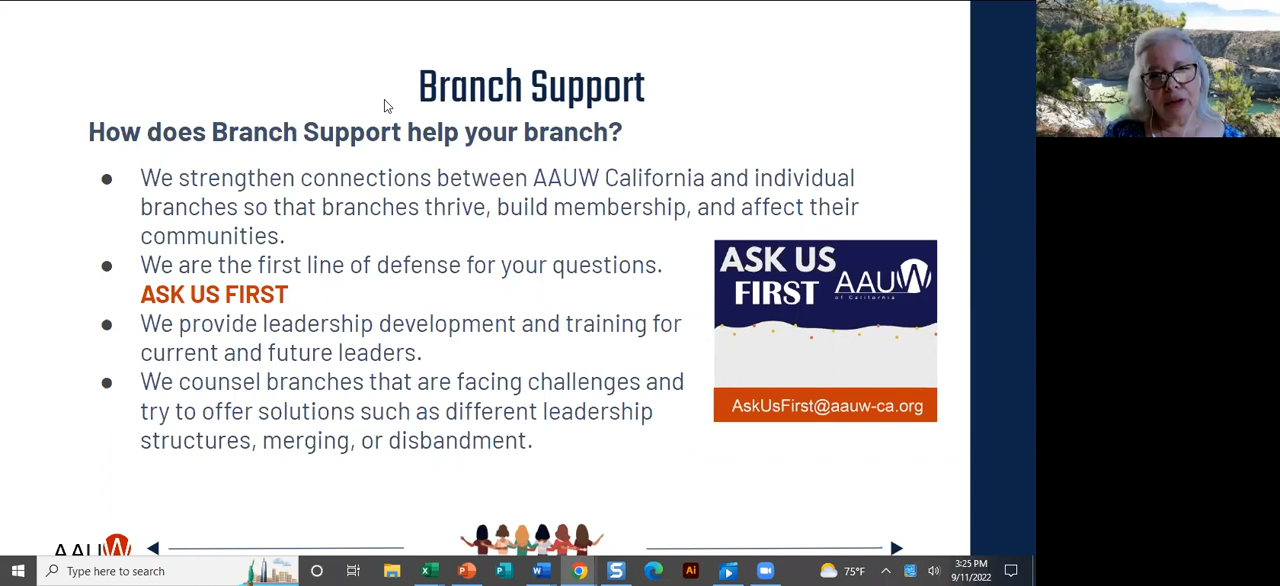 Branch Support
How does Branch Support help your branch?
● We strengthen connections between AAUW California and individual
branches so that branches thrive, build membership, and affect their
communities.
● We are the first line of defense for your questions.
ASK US FIRST
● We provide leadership development and training for
current and future leaders.
● We counsel branches that are facing challenges and
try to offer solutions such as different leadership
structures, merging, or disbandment.
ASK US
FIRST
AAUW
of California
AskUsFirst@aauw-ca.org
AAUW
Type here to search
75°F
3:25 PM
9/11/2022